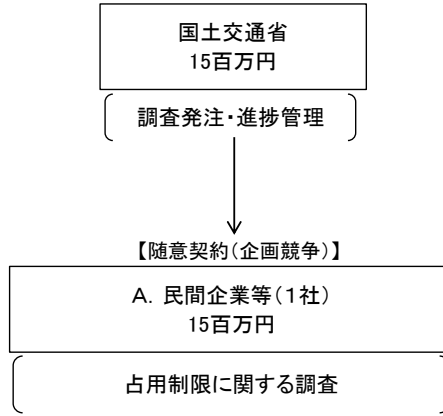 国土交通省
15百万円
調査発注・進捗管理
【随意契約(企画競争)】
A. 民間企業等(1社)
15百万円
占用制限に関する調査